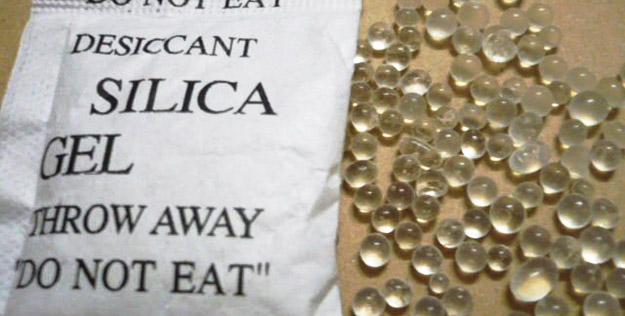 DO NOT EAT
DESICCANT
SILICA
GEL
THROW AWAY
"DO NOT EAT"